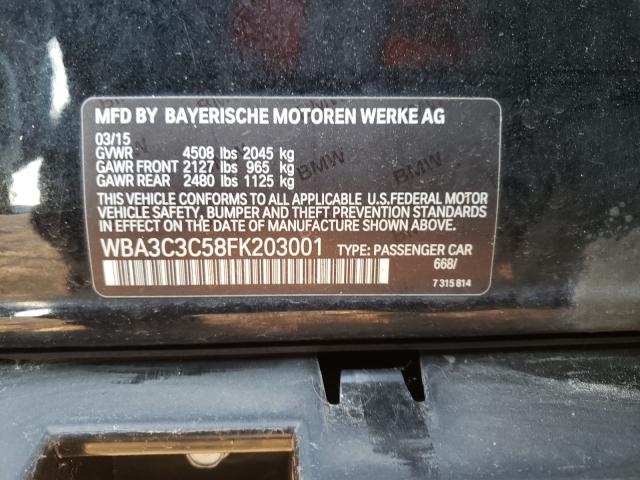 MFD BY BAYERISCHE MOTOREN WERKE AG
03/15
GVWR 4508 lbs 2045 kg
GAWR FRONT 2127 lbs 965 kg
GAWR REAR 2480 lbs 1125 kg
THIS VEHICLE CONFORMS TO ALL APPLICABLE U.S.FEDERAL MOTOR
VEHICLE SAFETY, BUMPER AND THEFT PREVENTION STANDARDS
IN EFFECT ON THE DATE OF MANUFACTURE SHOWN ABOVE.
WBA3C3C58FK203001 TYPE: PASSENGER CAR
668/
7 315 814
BMW
BMW